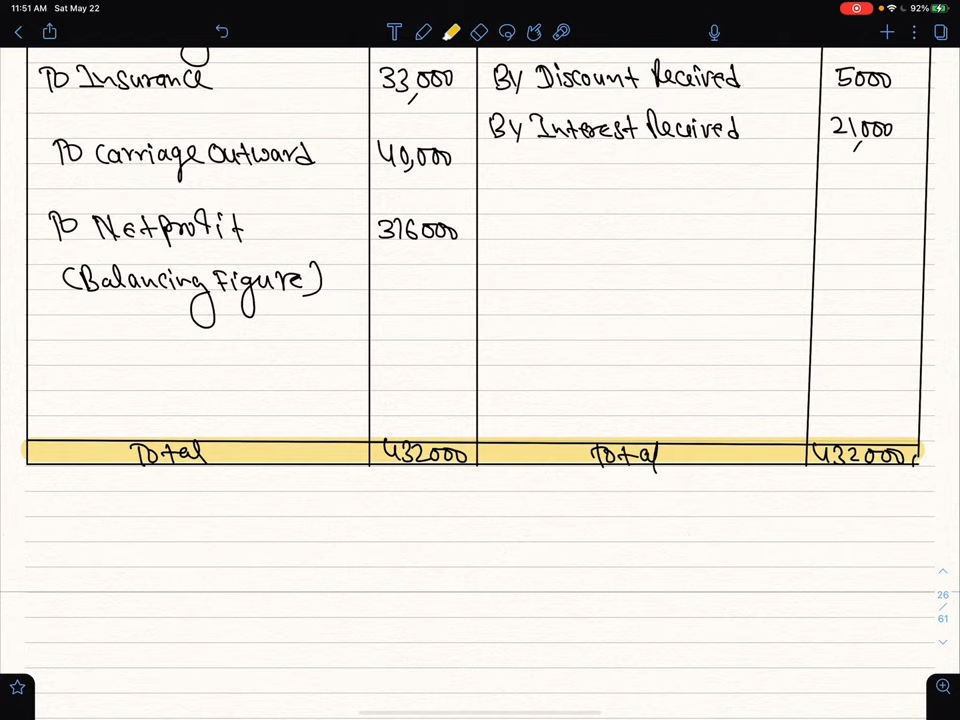 11:51 AM Sat May 22
92%
To Insurance 33,000 By Discount Received 5000
By Interest Received 21,000
To Carriage Outward 40,000
To Net profit 316000
(Balancing Figure)
Total 432000 Total 432000
26
/
61